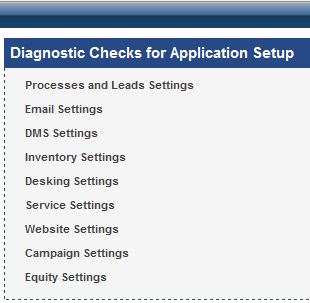 Diagnostic Checks for Application Setup
Processes and Leads Settings
Email Settings
DMS Settings
Inventory Settings
Desking Settings
Service Settings
Website Settings
Campaign Settings
Equity Settings